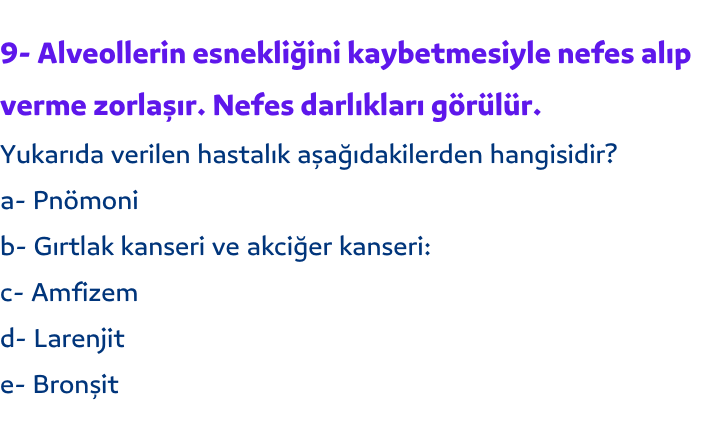 9- Alveollerin esnekliğini kaybetmesiyle nefes alıp
verme zorlaşır. Nefes darlıkları görülür.
Yukarıda verilen hastalık aşağıdakilerden hangisidir?
a- Pnömoni
b- Gırtlak kanseri ve akciğer kanseri:
c- Amfizem
d- Larenjit
e- Bronşit